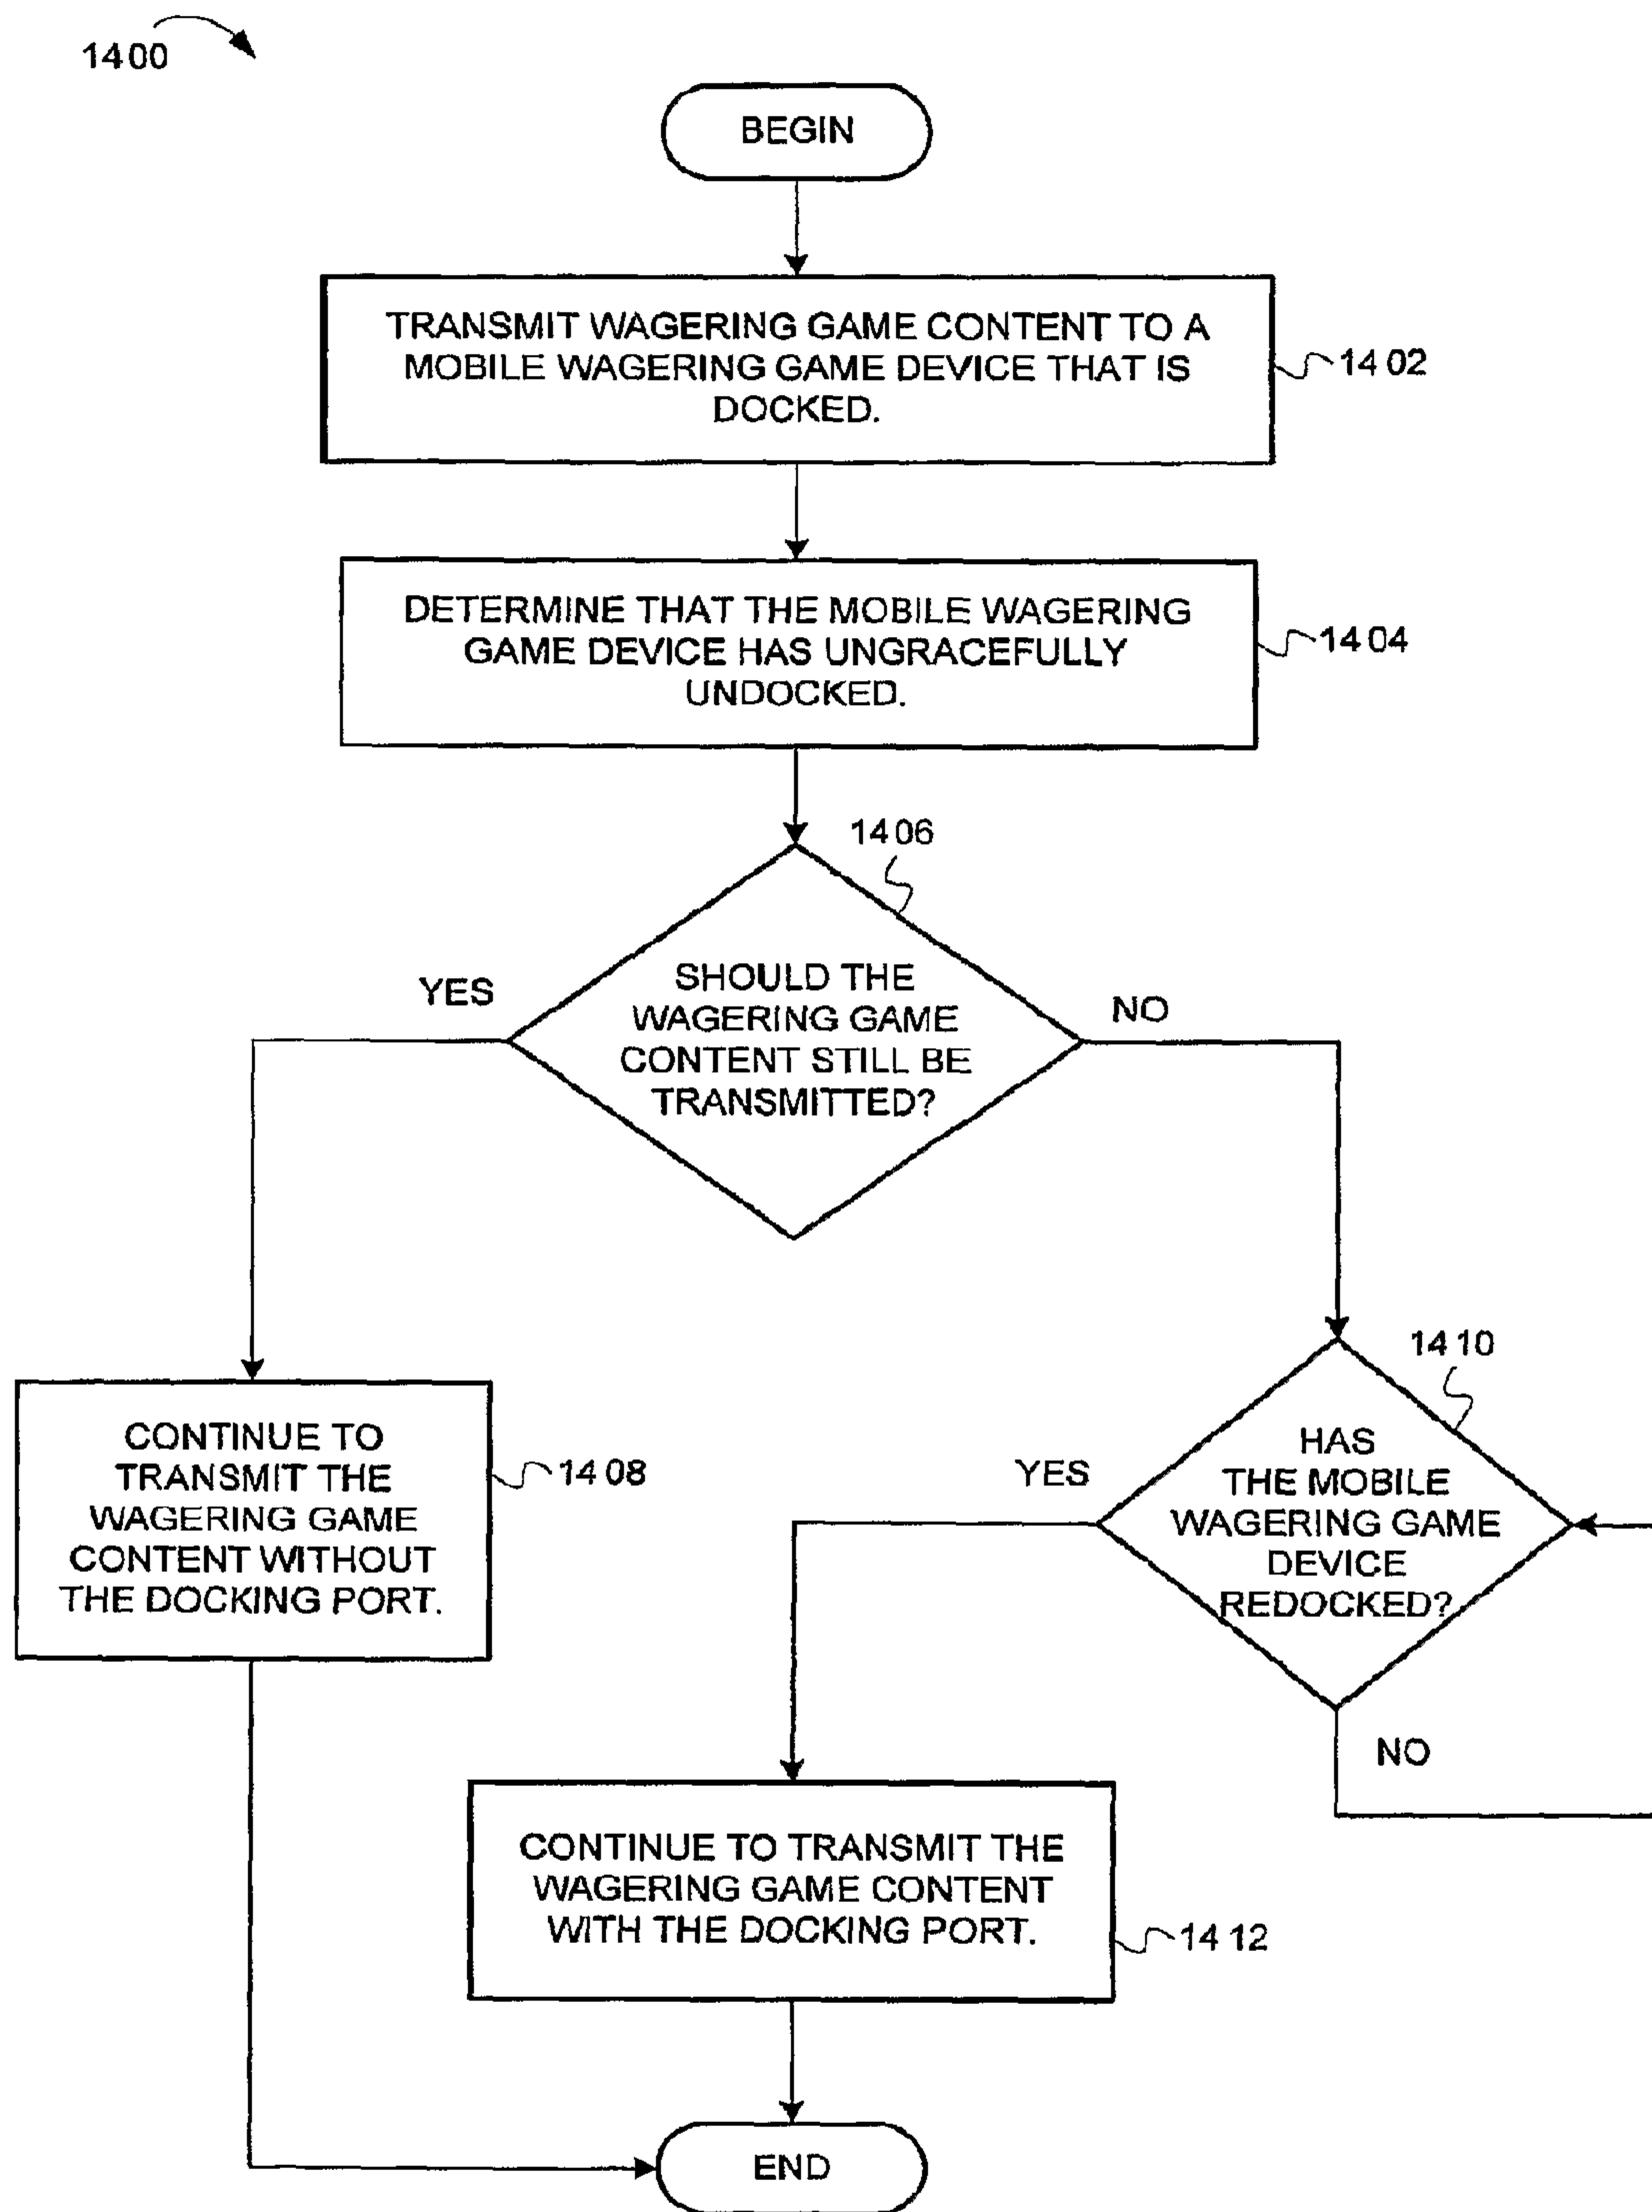 1400
BEGIN
TRANSMIT WAGERING GAME CONTENT TO A
MOBILE WAGERING GAME DEVICE THAT IS
DOCKED.
1402
DETERMINE THAT THE MOBILE WAGERING
GAME DEVICE HAS UNGRACEFULLY
UNDOCKED.
1404
1406
SHOULD THE
WAGERING GAME
CONTENT STILL BE
TRANSMITTED?
YES
NO
CONTINUE TO
TRANSMIT THE
WAGERING GAME
CONTENT WITHOUT
THE DOCKING PORT.
1408
1410
HAS
THE MOBILE
WAGERING GAME
DEVICE
REDOCKED?
YES
NO
CONTINUE TO TRANSMIT THE
WAGERING GAME CONTENT
WITH THE DOCKING PORT.
1412
END